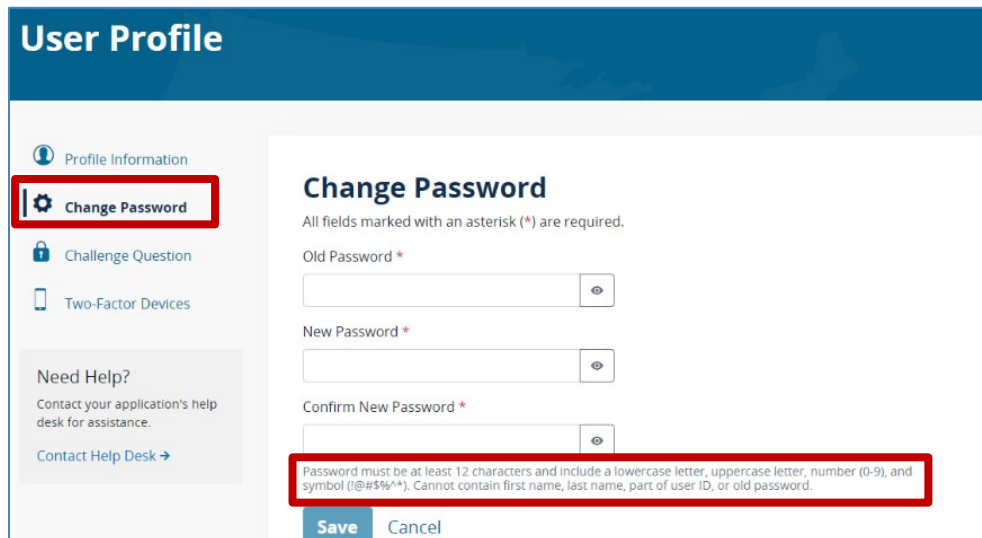 User Profile
Profile Information
Change Password
Challenge Question
Two-Factor Devices
Need Help?
Contact your application's help
desk for assistance.
Contact Help Desk →
Change Password
All fields marked with an asterisk (*) are required.
Old Password *
New Password *
Confirm New Password *
Password must be at least 12 characters and include a lowercase letter, uppercase letter, number (0-9), and
symbol (!@#$%^*). Cannot contain first name, last name, part of user ID, or old password.
Save Cancel